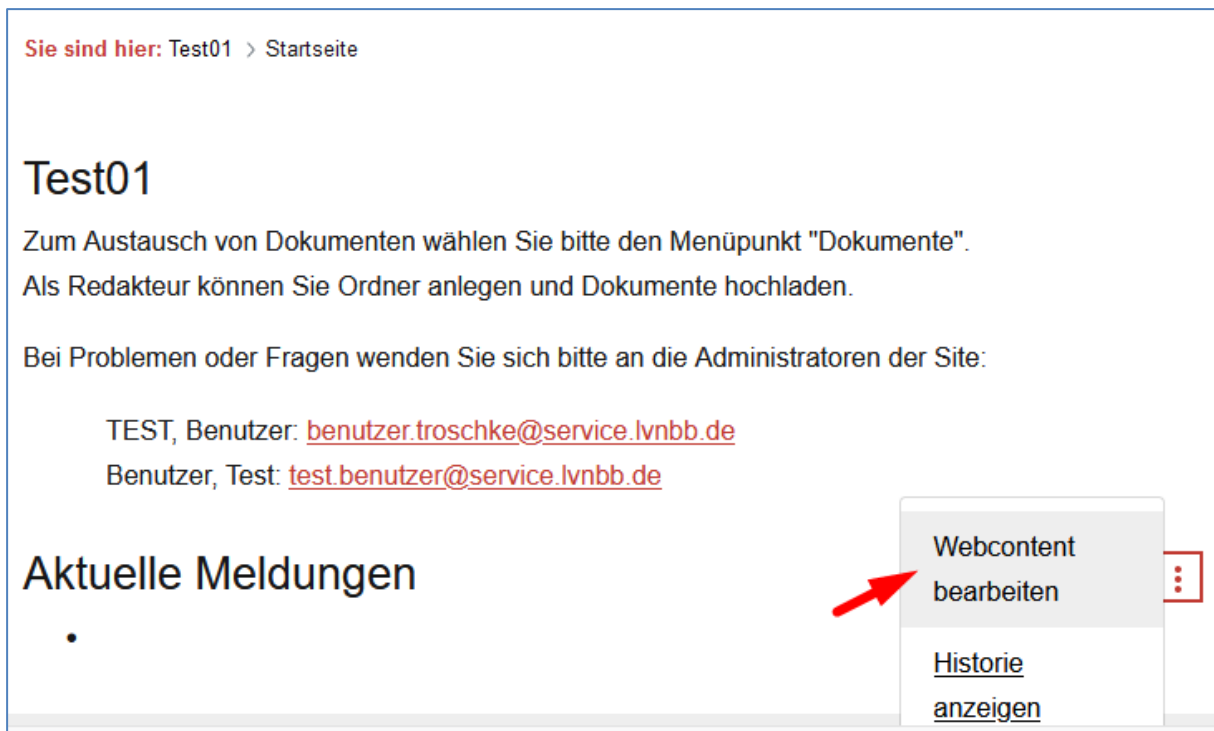 Sie sind hier: Test01 > Startseite
Test01
Zum Austausch von Dokumenten wählen Sie bitte den Menüpunkt "Dokumente".
Als Redakteur können Sie Ordner anlegen und Dokumente hochladen.
Bei Problemen oder Fragen wenden Sie sich bitte an die Administratoren der Site:
TEST, Benutzer: benutzer.troschke@service.lvnbb.de
Benutzer, Test: test.benutzer@service.lvnbb.de
Aktuelle Meldungen
Webcontent
bearbeiten
Historie
anzeigen